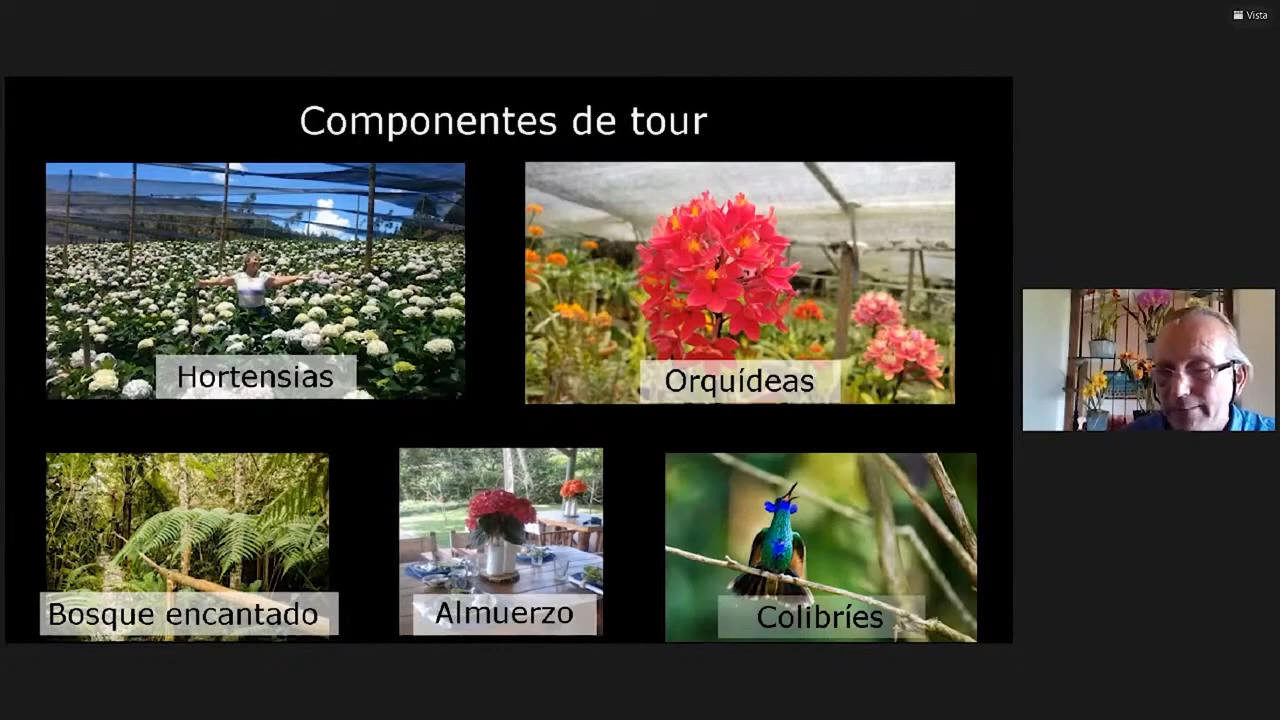 Vista
Componentes de tour
Hortensias
Orquídeas
Bosque encantado
Almuerzo
Colibríes